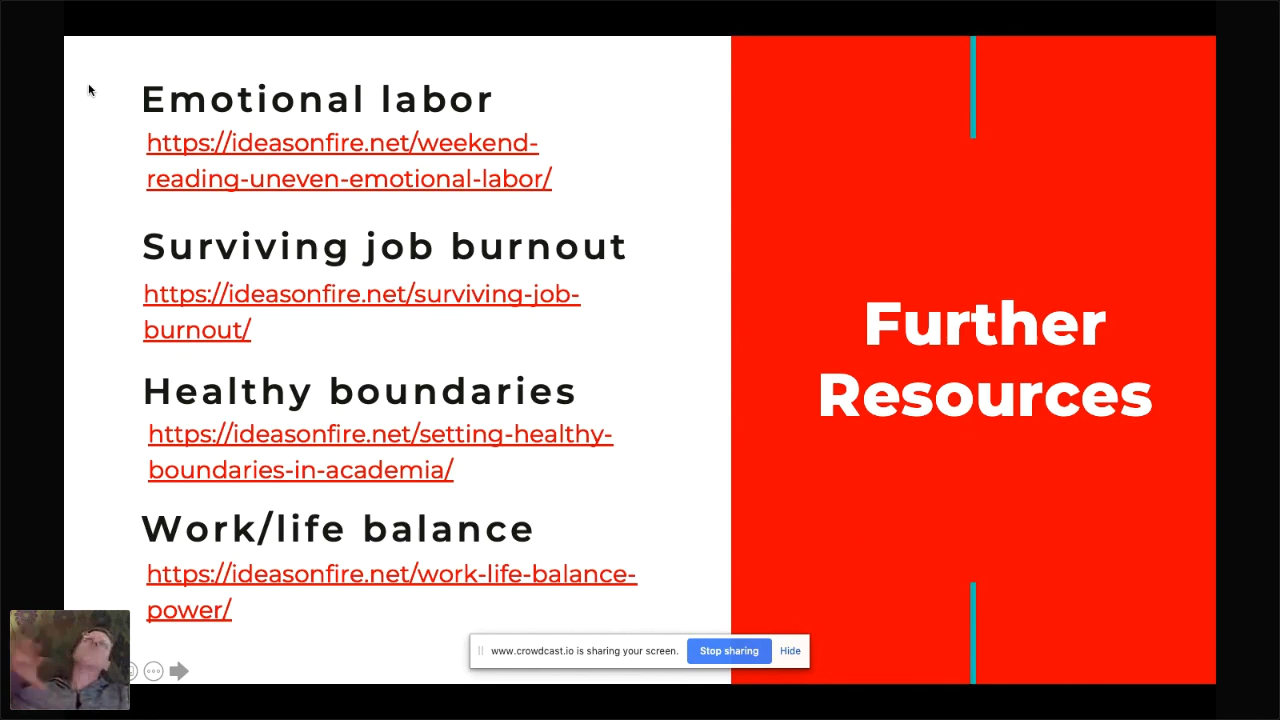 Emotional labor
https://ideasonfire.net/weekend-
reading-uneven-emotional-labor/
Surviving job burnout
https://ideasonfire.net/surviving-job-
burnout/
Healthy boundaries
https://ideasonfire.net/setting-healthy-
boundaries-in-academia/
Work/life balance
https://ideasonfire.net/work-life-balance-
power/
Further
Resources
www.crowdcast.io is sharing your screen.
Stop sharing
Hide